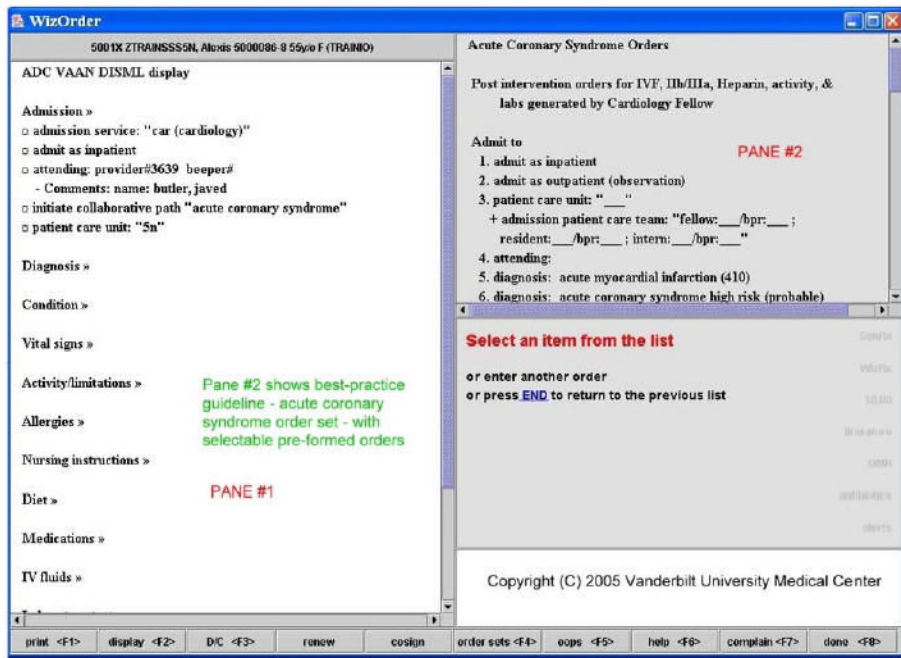 WizOrder
5001X ZTRAINSSS5N, Alexis 5000086-8 55y/o F (TRAINIO)
ADC VAAN DISML display
Admission »
□ admission service: "car (cardiology)"
□ admit as inpatient
□ attending: provider#3639 beeper#
- Comments: name: butler, javed
□ initiate collaborative path "acute coronary syndrome"
□ patient care unit: "5n"
Diagnosis »
Condition »
Vital signs »
Activity/limitations »
Allergies »
Nursing instructions »
Diet »
Medications »
IV fluids »
Pane #2 shows best-practice
guideline - acute coronary
syndrome order set - with
selectable pre-formed orders
PANE #1
Acute Coronary Syndrome Orders
Post intervention orders for IVF, IIb/IIIa, Heparin, activity, &
labs generated by Cardiology Fellow
Admit to
1. admit as inpatient
2. admit as outpatient (observation)
3. patient care unit: "___"
+ admission patient care team: "fellow:___/bpr:___ ;
resident:___/bpr:___ ; intern:___/bpr:___"
4. attending:
5. diagnosis: acute myocardial infarction (410)
6. diagnosis: acute coronary syndrome high risk (probable)
PANE #2
Select an item from the list
or enter another order
or press END to return to the previous list
antibiotics
alerts
Copyright (C) 2005 Vanderbilt University Medical Center
print <F1> display <F2> D/C <F3> renew cosign order sets <F4> oops <F5> help <F6> complain <F7> done <F8>